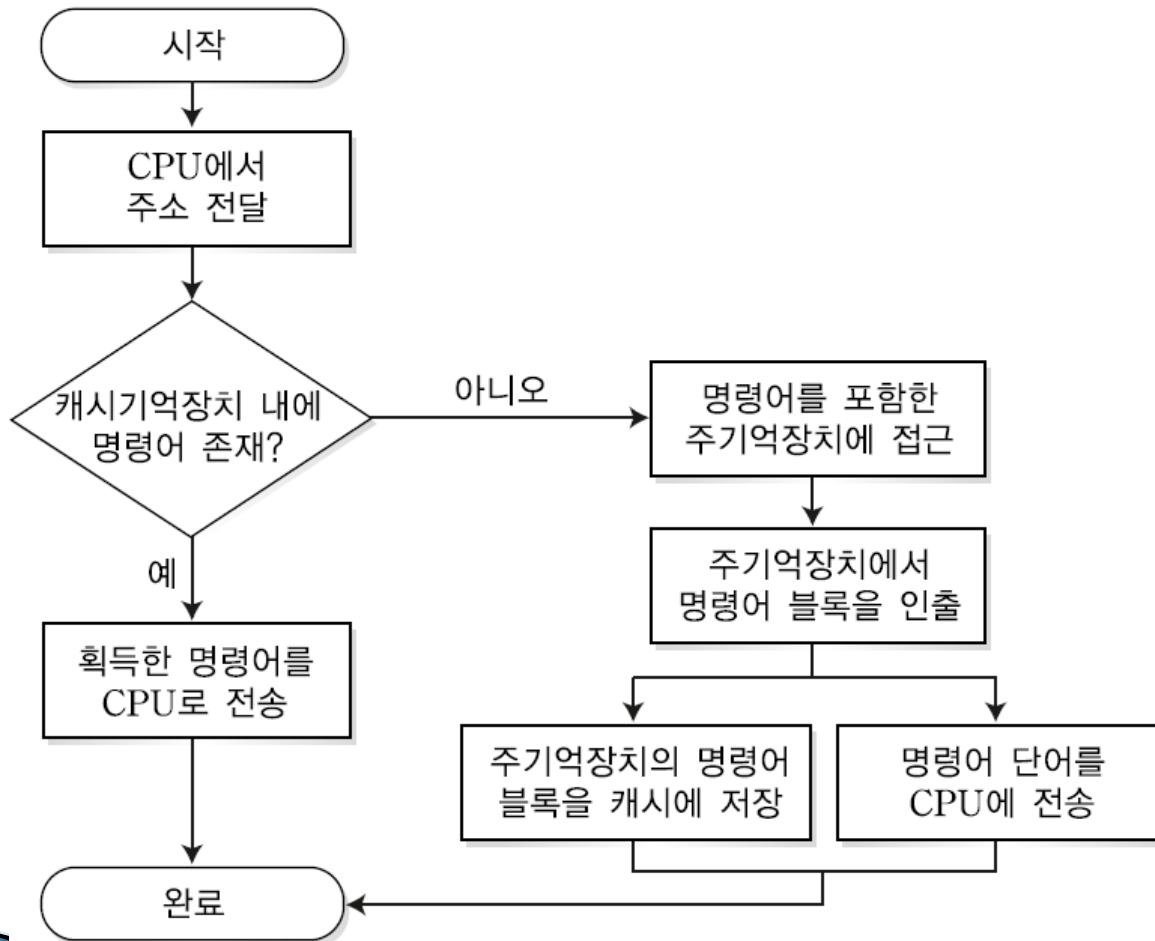 시작
CPU에서
주소 전달
캐시기억장치 내에
명령어 존재?
아니오
명령어를 포함한
주기억장치에 접근
주기억장치에서
명령어 블록을 인출
예
획득한 명령어를
CPU로 전송
주기억장치의 명령어
블록을 캐시에 저장
명령어 단어를
CPU에 전송
완료